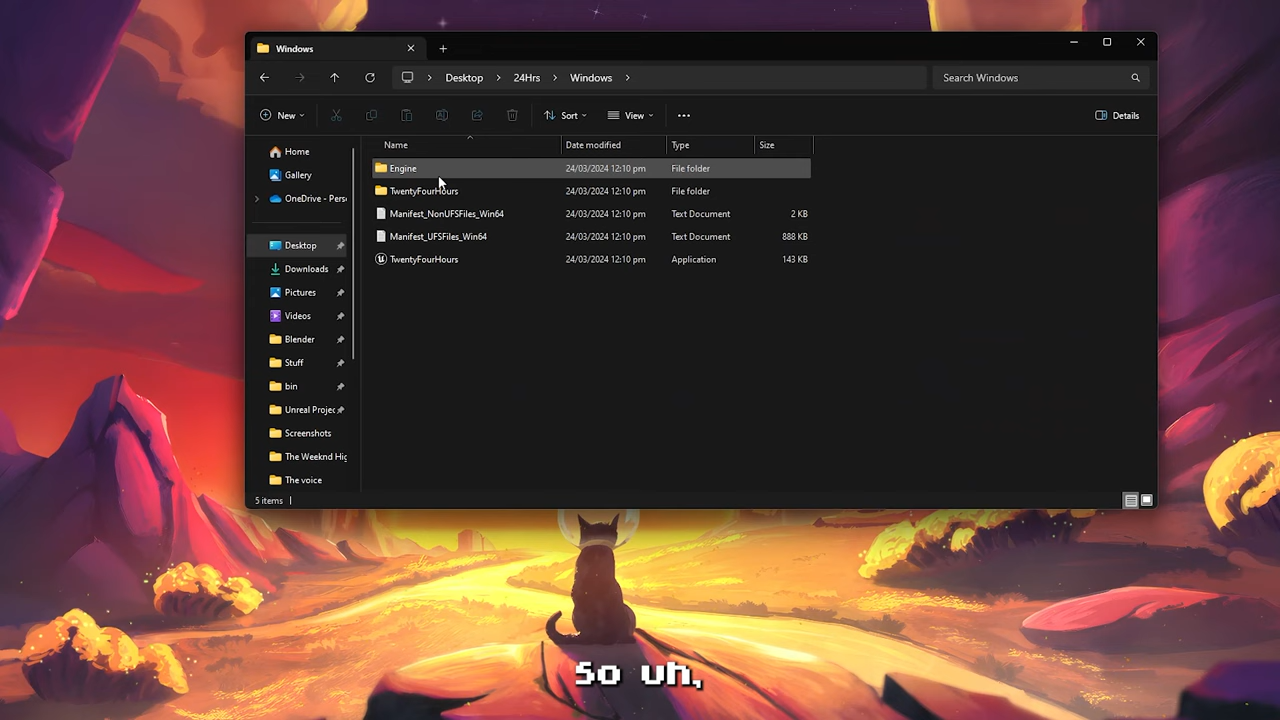 Windows
Desktop 24Hrs Windows
Search Windows
New
Sort
View
Details
Name Date modified Type Size
Home
Gallery
OneDrive - Pers
Desktop
Downloads
Pictures
Videos
Blender
Stuff
bin
Unreal Projec
Screenshots
The Weeknd Hig
The voice
Engine 24/03/2024 12:10 pm File folder
TwentyFourHours 24/03/2024 12:10 pm File folder
Manifest_NonUFSFiles_Win64 24/03/2024 12:10 pm Text Document 2 KB
Manifest_UFSFiles_Win64 24/03/2024 12:10 pm Text Document 888 KB
TwentyFourHours 24/03/2024 12:10 pm Application 143 KB
5 items
so uh,